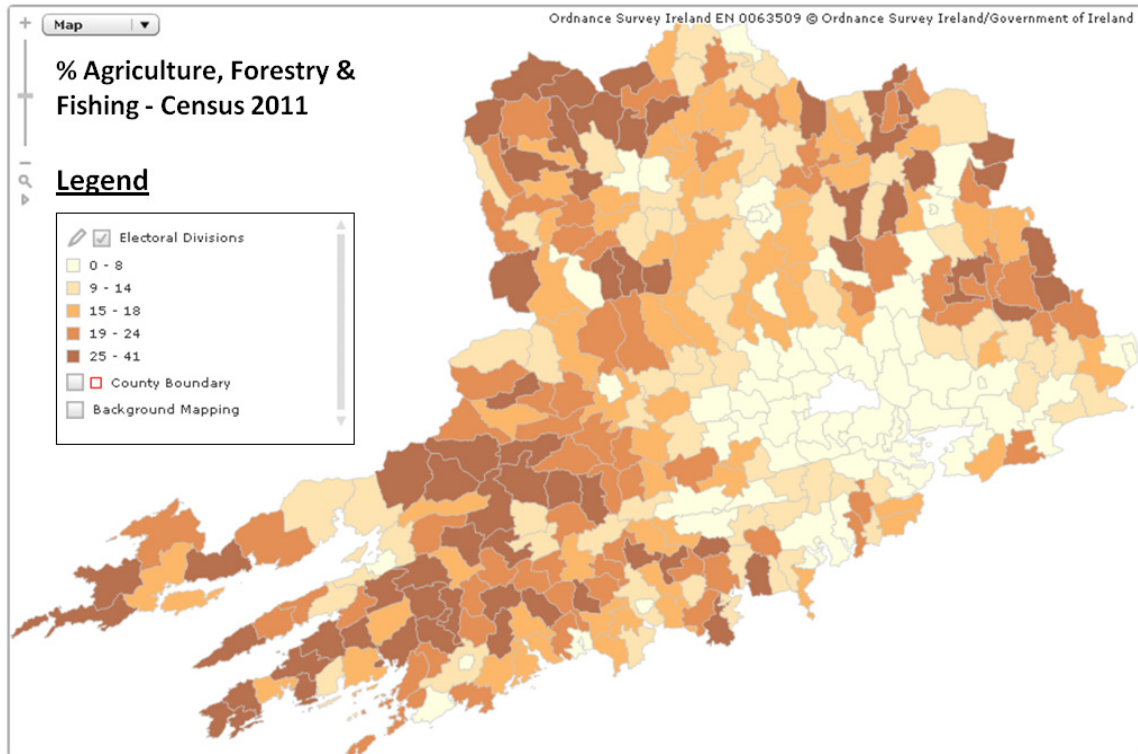 Map
Ordnance Survey Ireland EN 0063509 @ Ordnance Survey Ireland/Government of Ireland
% Agriculture, Forestry &
Fishing - Census 2011
Legend
Electoral Divisions
0 - 8
9 - 14
15 - 18
19 - 24
25 - 41
County Boundary
Background Mapping